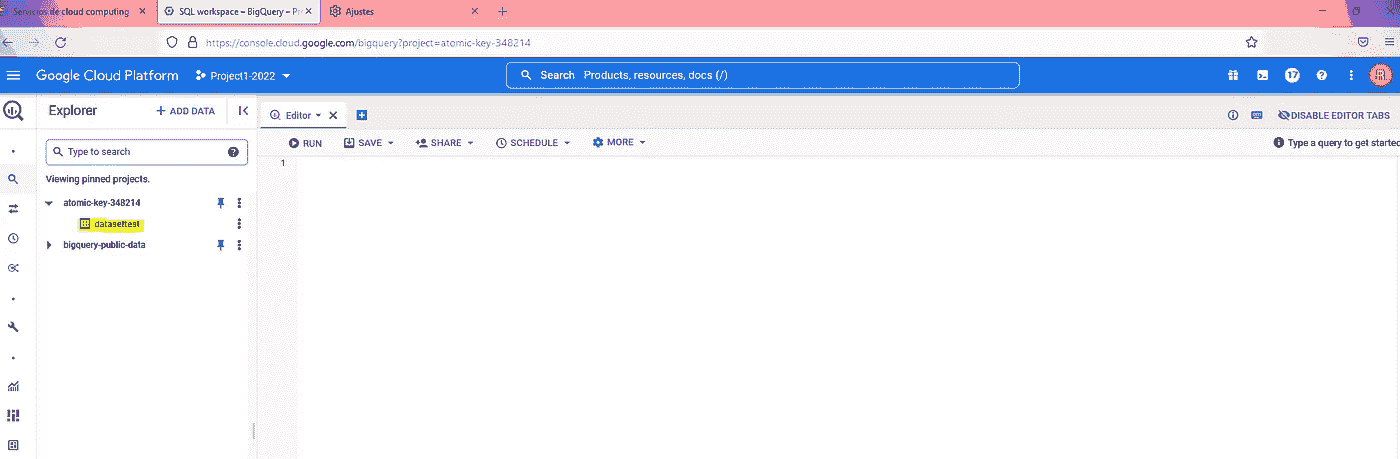 Servicios de cloud computing
SQL workspace – BigQuery – Pr
Ajustes
https://console.cloud.google.com/bigquery?project=atomic-key-348214
Google Cloud Platform
Project1-2022
Search Products, resources, docs (/)
17
R
Explorer
+ ADD DATA
Editor
DISABLE EDITOR TABS
Type to search
RUN
SAVE
SHARE
SCHEDULE
MORE
Type a query to get started
1
Viewing pinned projects.
atomic-key-348214
datasettest
bigquery-public-data